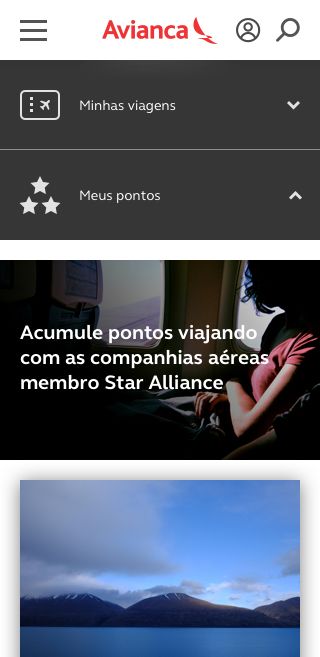 Avianca
Minhas viagens
Meus pontos
Acumule pontos viajando
com as companhias aéreas
membro Star Alliance